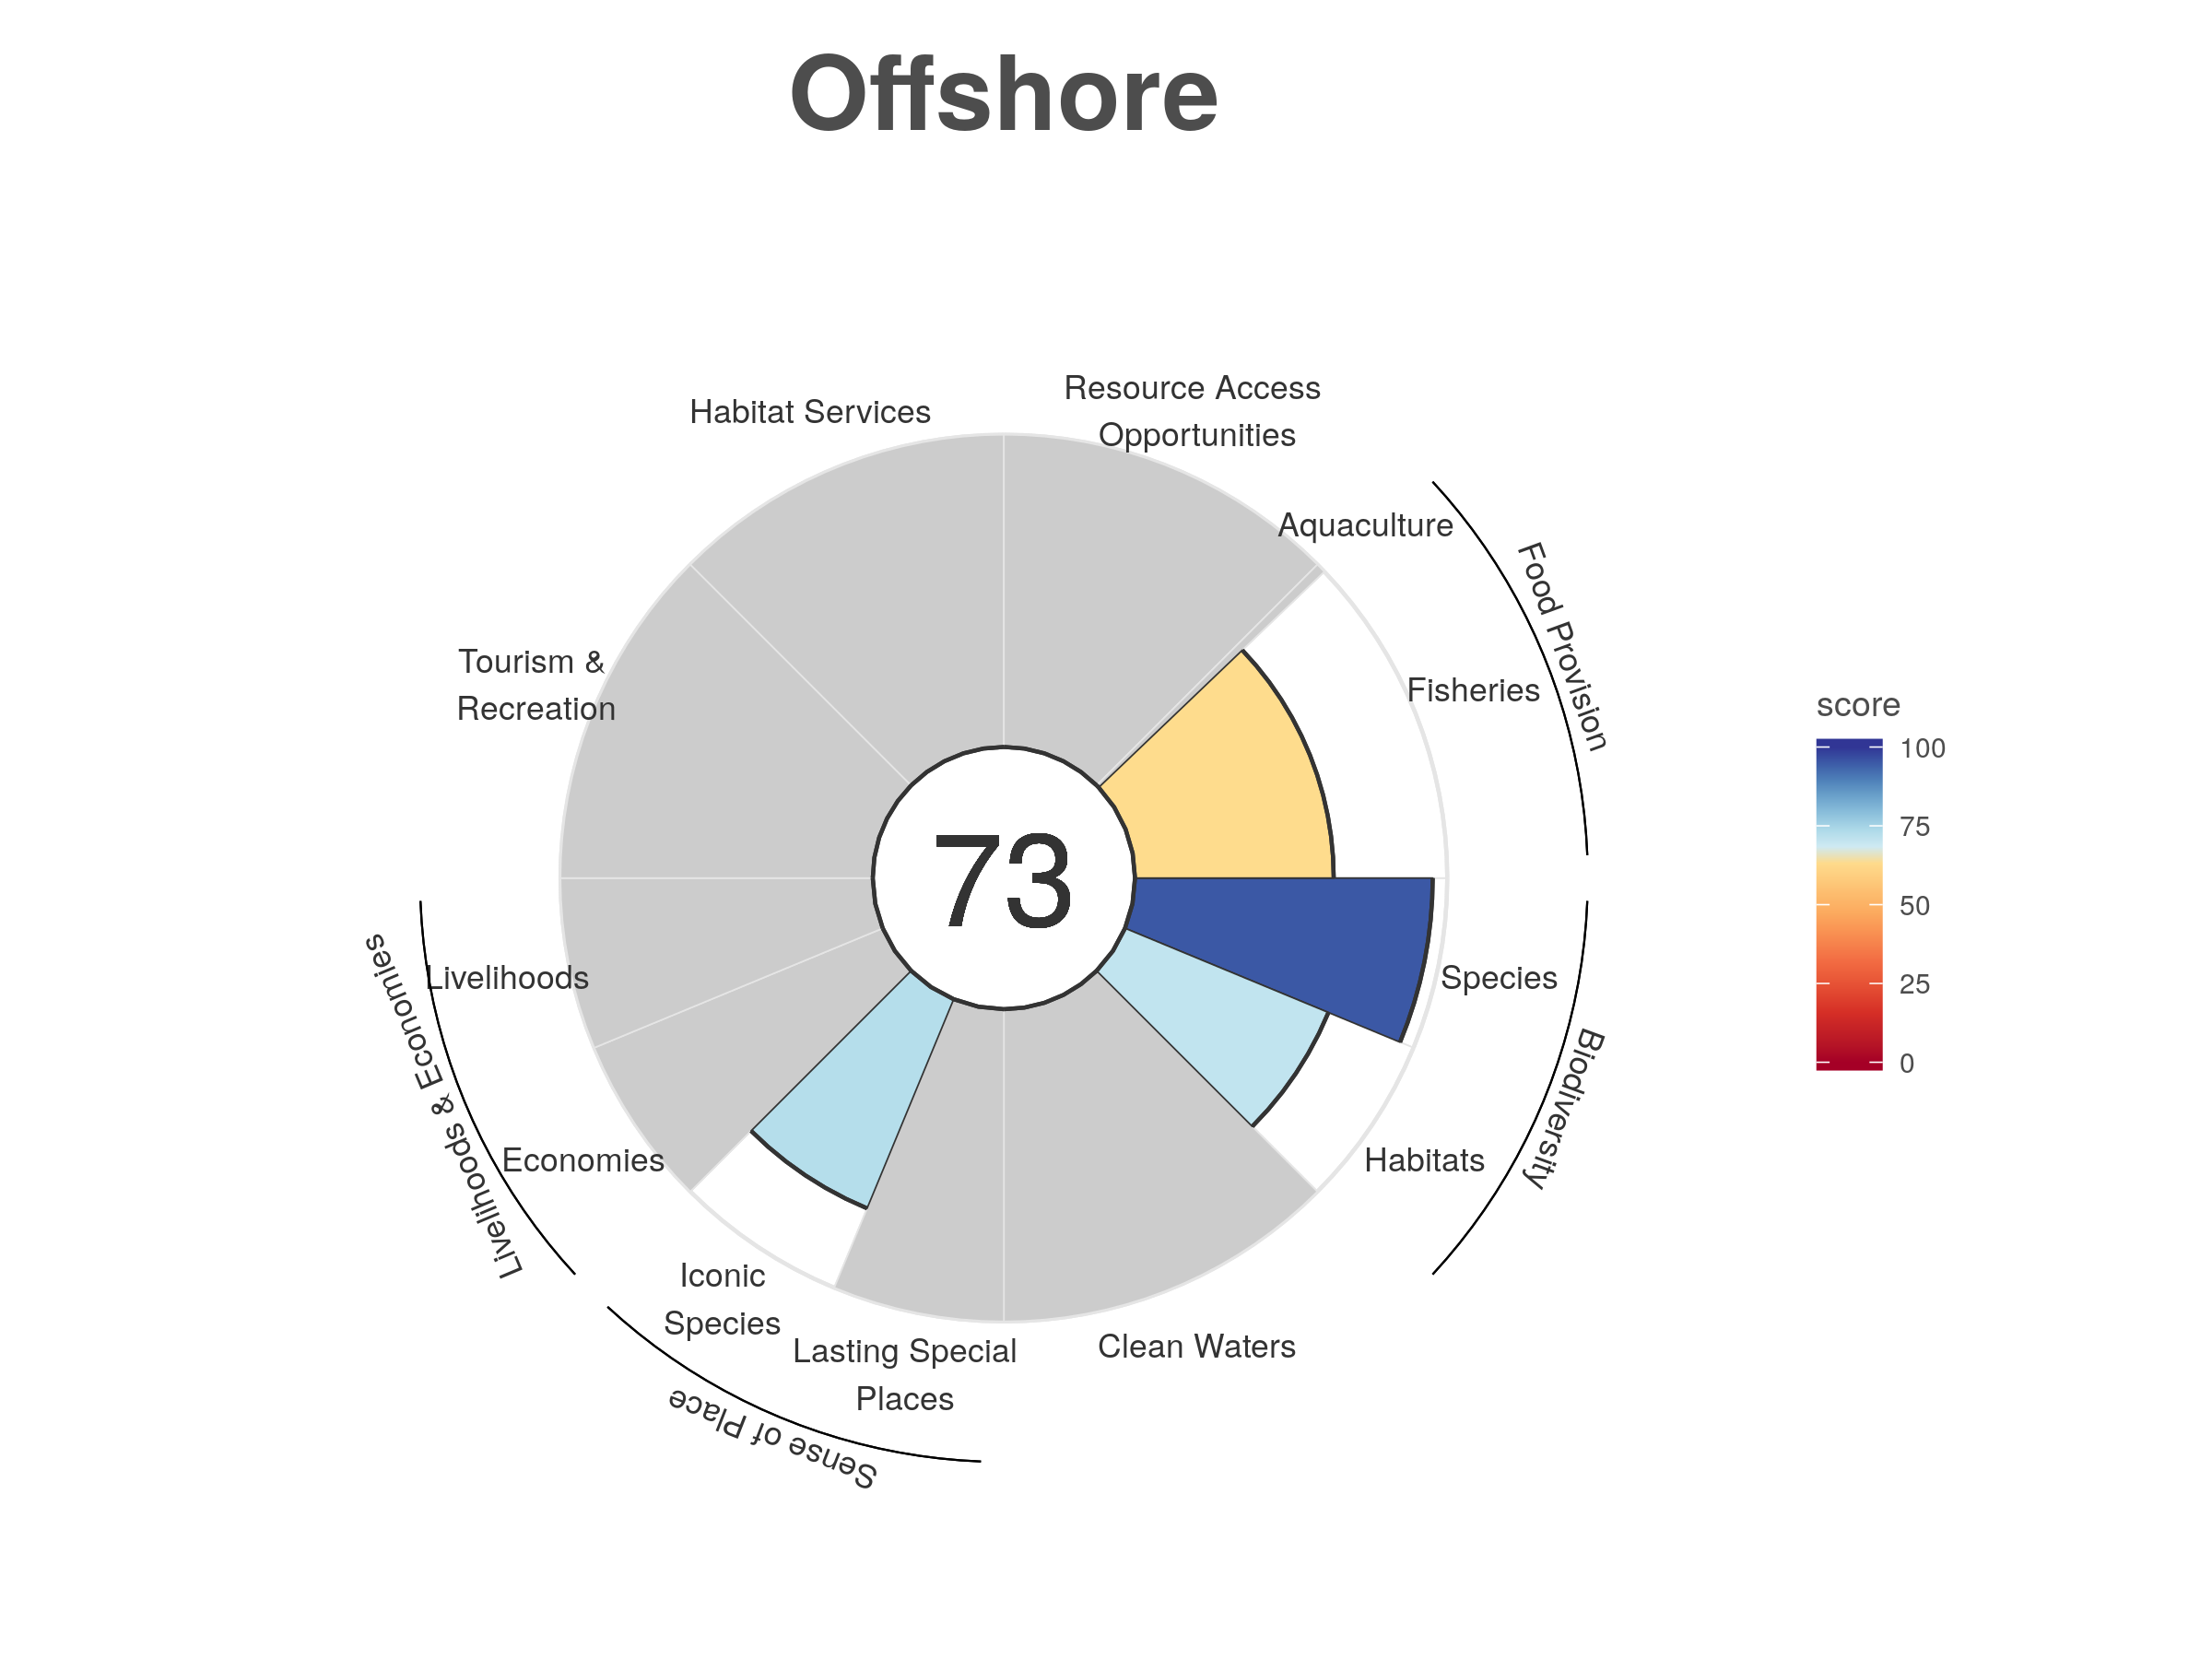 Offshore
Resource Access
Opportunities
Habitat Services
Aquaculture
Food Provision
Fisheries
Tourism &
Recreation
score
100
75
50
25
0
73
Species
Livelihoods
Livelihoods & Economies
Biodiversity
Economies
Habitats
Iconic
Species
Lasting Special
Places
Clean Waters
Sense of Place